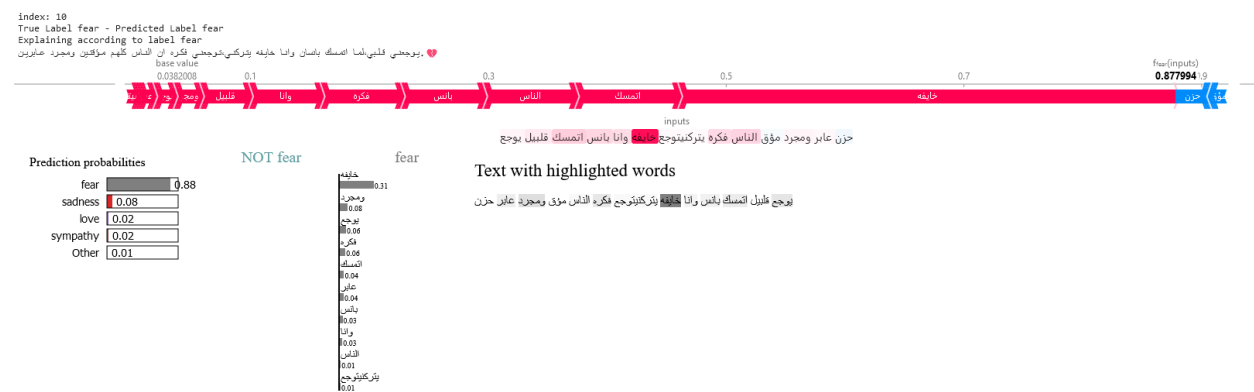 index: 10
True Label fear - Predicted Label fear
Explaining according to label fear
يوجعني قلبي،لما اتمسك بانسان وانا خايفه يتركني،توجعني فكره ان الناس كلهم مؤقتين ومجرد عابرين.💔
base value
ffear(inputs)
0.0382008 0.1 0.3 0.5 0.7 0.877994 0.9
قلبيل وانا فكره بانس الناس اتمسك خايفه حزن
inputs
يوجع قلبيل اتمسك بانس وانا خايفه يتركنيتوجع فكره الناس مؤق ومجرد عابر حزن
Prediction probabilities
fear 0.88
sadness 0.08
love 0.02
sympathy 0.02
Other 0.01
NOT fear fear
خايفه
0.31
ومجرد
0.08
يوجع
0.06
فكره
0.06
اتمسك
0.04
عابر
0.04
بانس
0.03
وانا
0.03
الناس
0.01
يتركنيتوجع
0.01
Text with highlighted words
يوجع قلبيل اتمسك بانس وانا خايفه يتركنيتوجع فكره الناس مؤق ومجرد عابر حزن